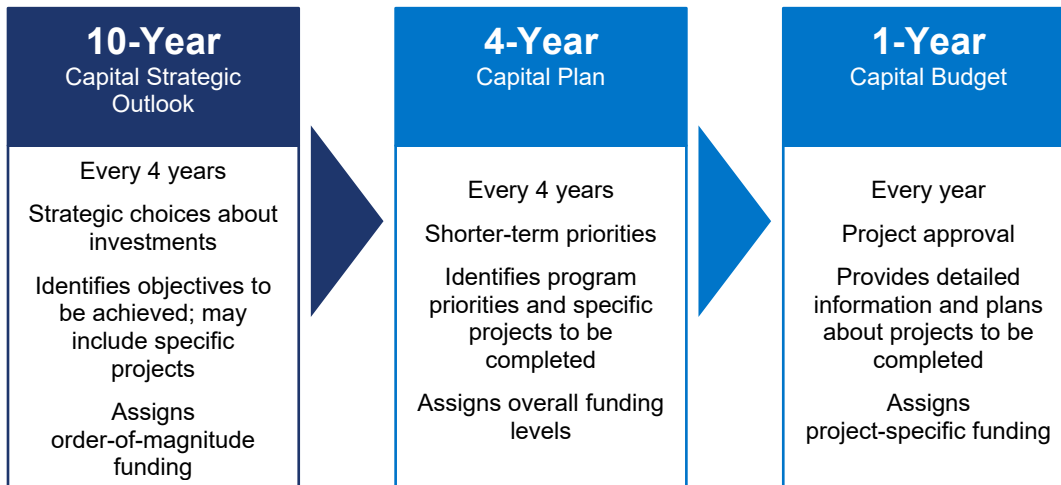 10-Year
Capital Strategic
Outlook
Every 4 years
Strategic choices about
investments
Identifies objectives to
be achieved; may
include specific
projects
Assigns
order-of-magnitude
funding
4-Year
Capital Plan
Every 4 years
Shorter-term priorities
Identifies program
priorities and specific
projects to be
completed
Assigns overall funding
levels
1-Year
Capital Budget
Every year
Project approval
Provides detailed
information and plans
about projects to be
completed
Assigns
project-specific funding